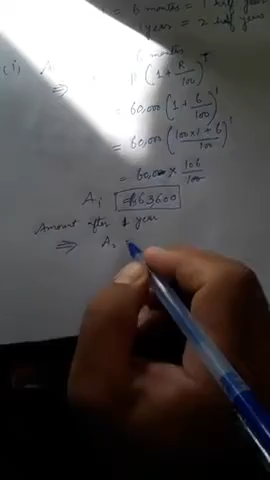 = 6 months = 1 half year
year = 2 half years
months
(i) A
⇒ P(1 + R/100)^T
= 60,000 (1 + 6/100)^1
= 60,000 (100×1+6/100)^1
= 60,000 × 106/100
A₁ = 63600
Amount after 1 year
⇒ A₂ =